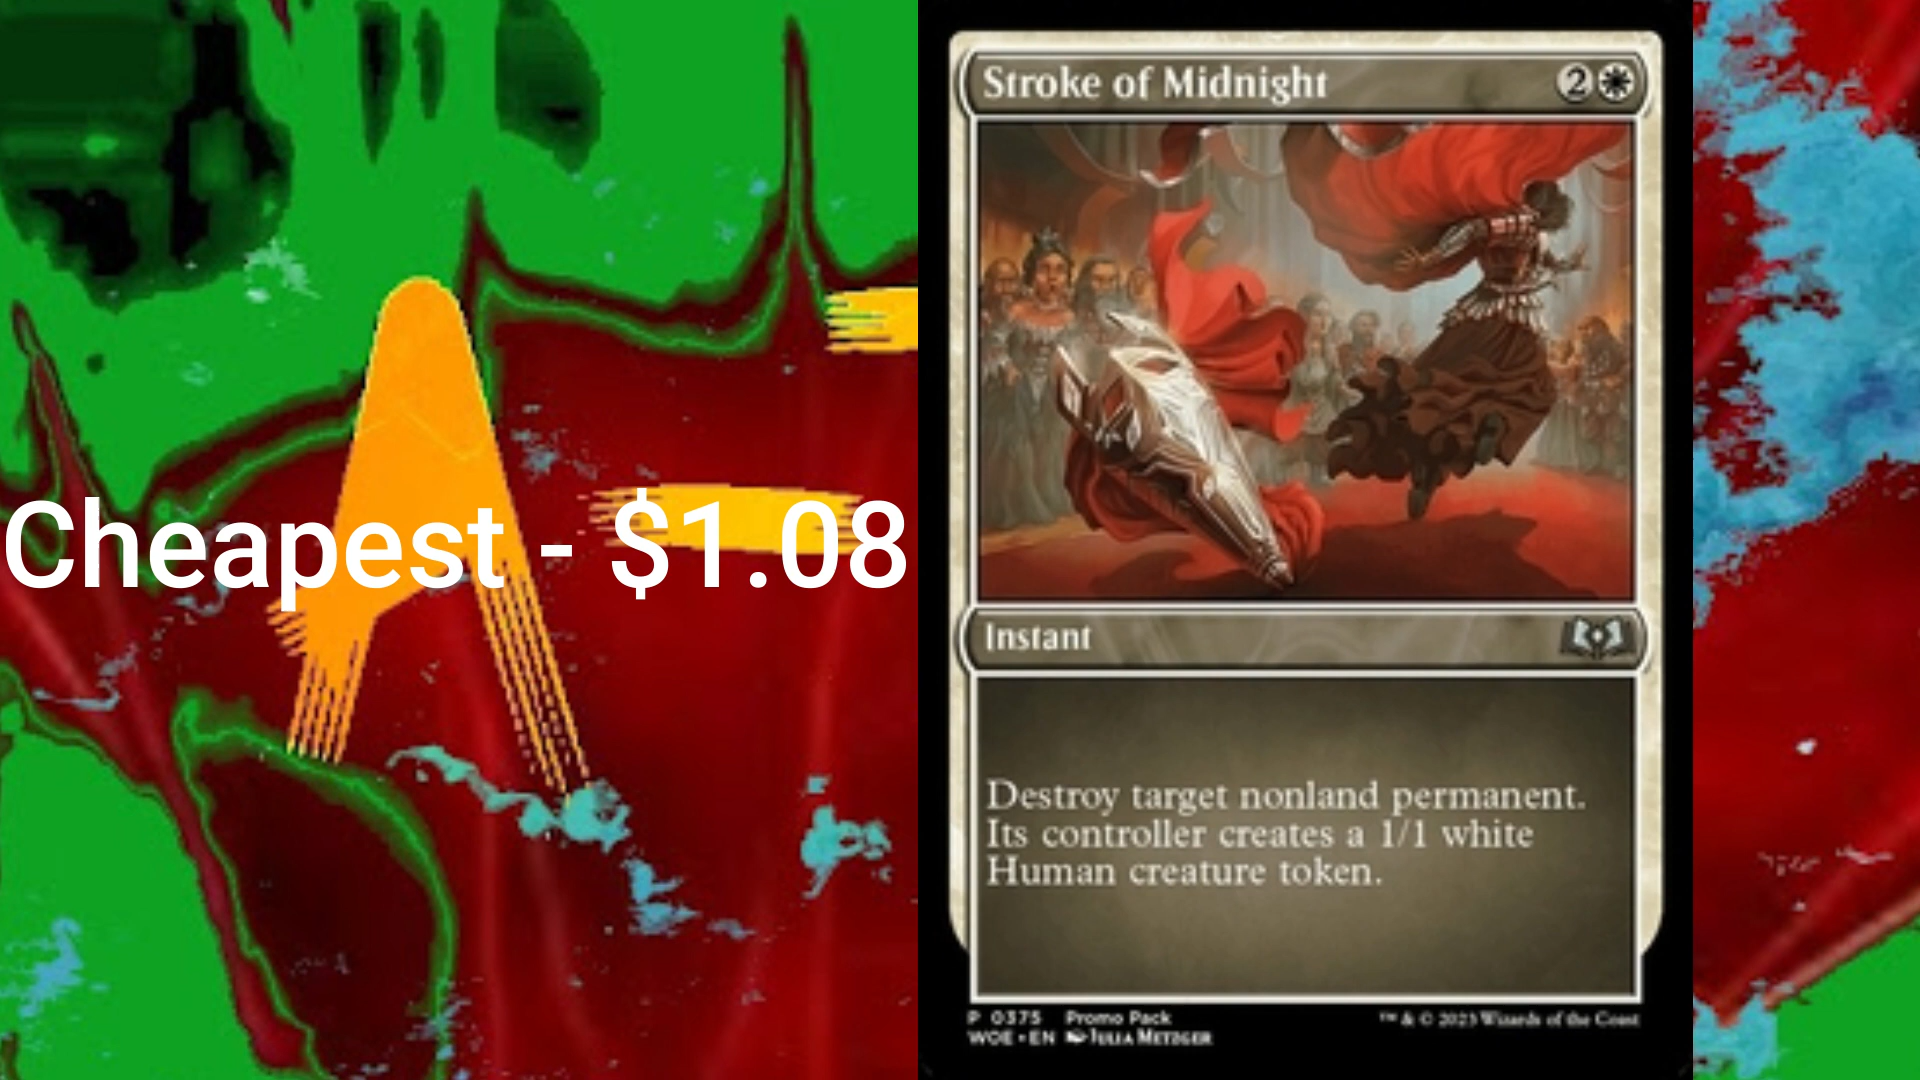 Cheapest - $1.08
Stroke of Midnight
2
Instant
Destroy target nonland permanent.
Its controller creates a 1/1 white
Human creature token.
P 0375 Promo Pack
WOE • EN Julia Metzger
™ & © 2023 Wizards of the Coast